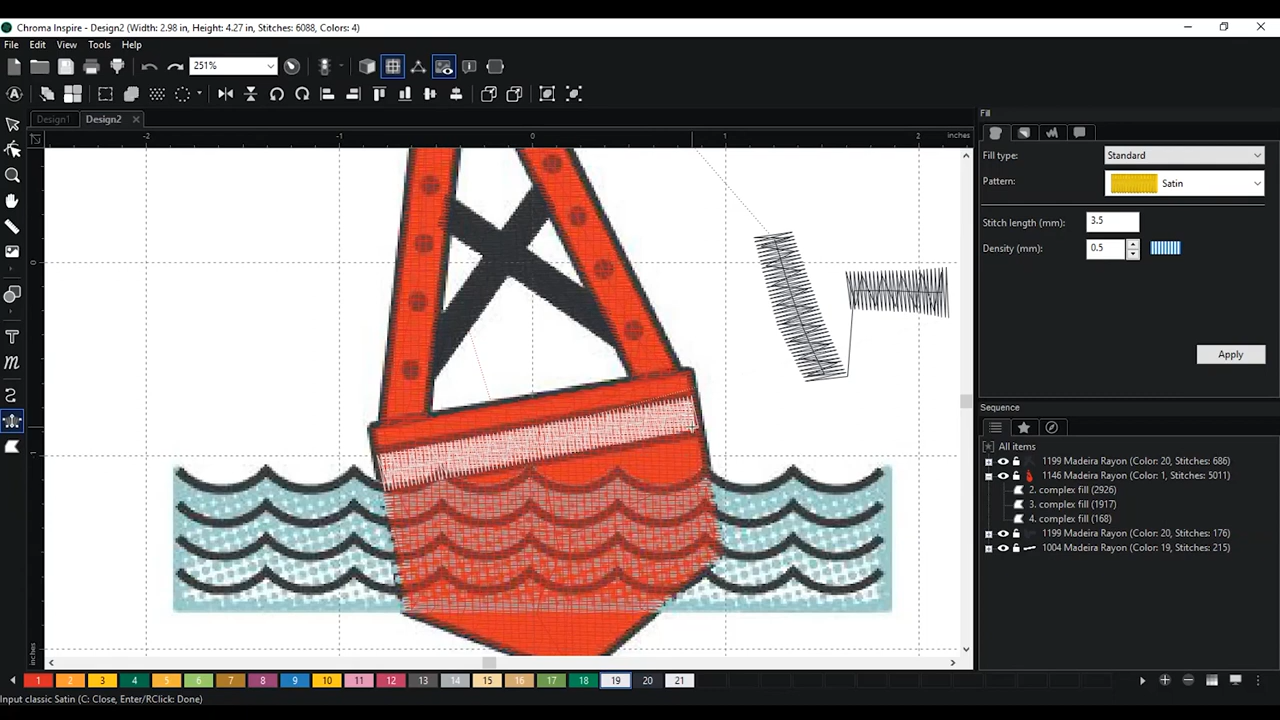 Chroma Inspire - Design2 (Width: 2.98 in, Height: 4.27 in, Stitches: 6088, Colors: 4)
File Edit View Tools Help
251%
Design1 Design2
-2 -1 0 1 2 inches
0
1
inches
Fill
Fill type: Standard
Pattern: Satin
Stitch length (mm): 3.5
Density (mm): 0.5
Apply
Sequence
All items
1199 Madeira Rayon (Color: 20, Stitches: 686)
1146 Madeira Rayon (Color: 1, Stitches: 5011)
2. complex fill (2926)
3. complex fill (1917)
4. complex fill (168)
1199 Madeira Rayon (Color: 20, Stitches: 176)
1004 Madeira Rayon (Color: 19, Stitches: 215)
1 2 3 4 5 6 7 8 9 10 11 12 13 14 15 16 17 18 19 20 21
Input classic Satin (C: Close, Enter/RClick: Done)